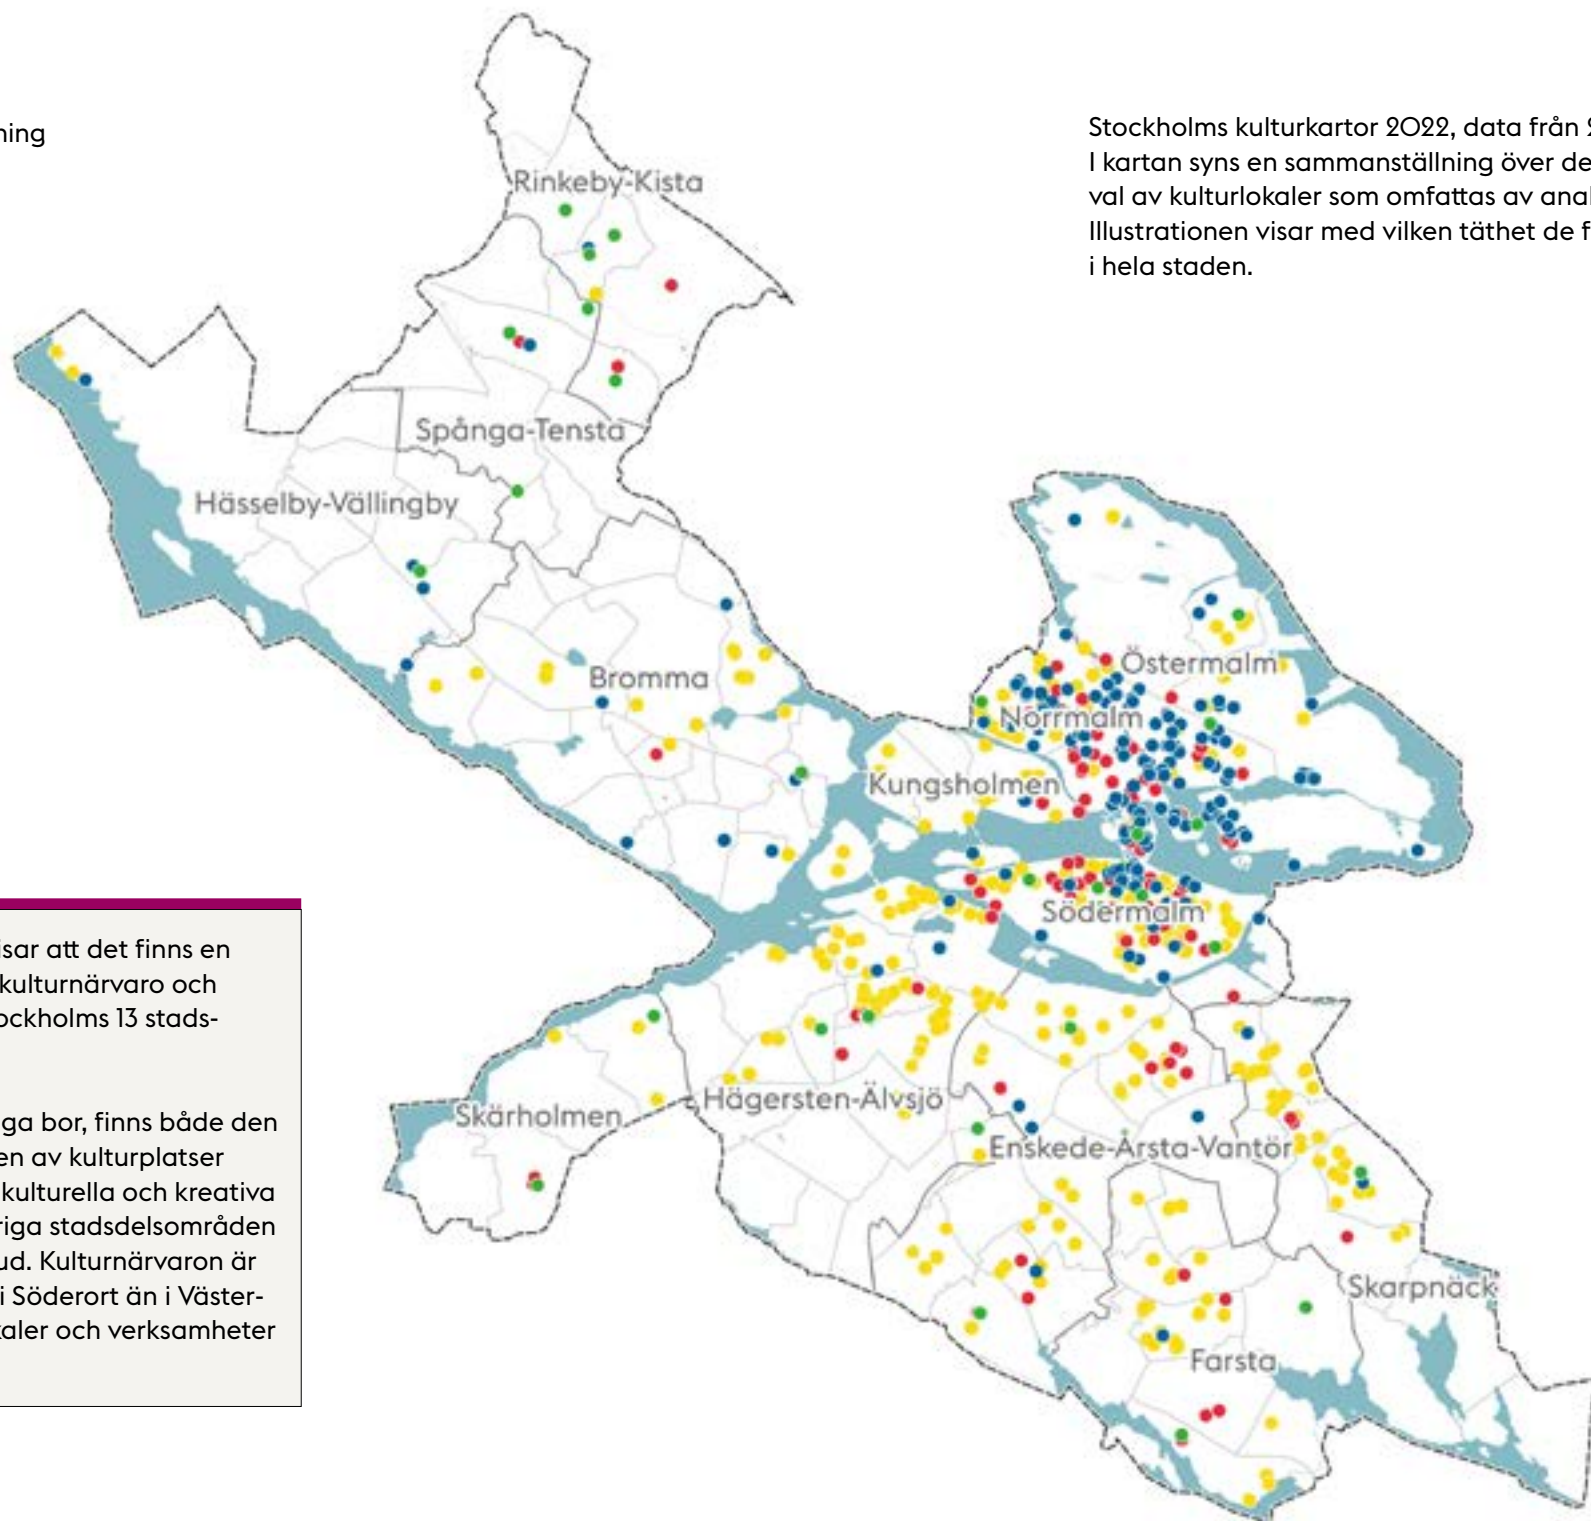 ning
Stockholms kulturkartor 2022, data från
I kartan syns en sammanställning över de
val av kulturlokaler som omfattas av
Illustrationen visar med vilken täthet de
i hela staden.
Rinkeby-Kista
Spånga-Tensta
Hässelby-Vällingby
Bromma
Östermalm
Norrmalm
Kungsholmen
Södermalm
isar att det finns en
kulturnärvaro och
ockholms 13 stads-
ga bor, finns både den
en av kulturplatser
kulturella och kreativa
riga stadsdelsområden
ud. Kulturnärvaron är
i Söderort än i Väster-
kaler och verksamheter
Skärholmen
Hägersten-Älvsjö
Enskede-Årsta-Vantör
Skarpnäck
Farsta